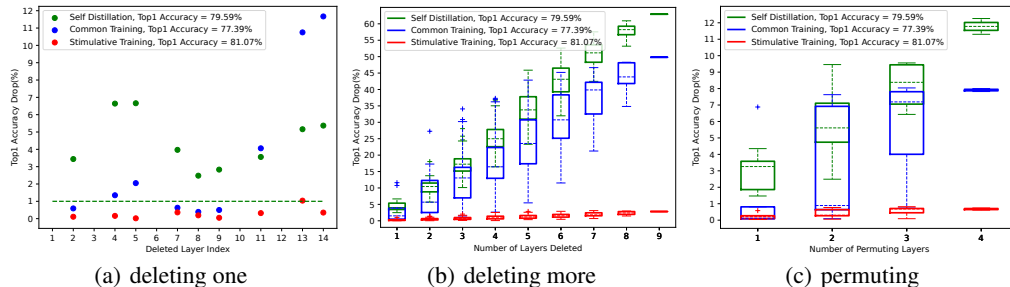 Self Distillation, Top1 Accuracy = 79.59%
Common Training, Top1 Accuracy = 77.39%
Stimulative Training, Top1 Accuracy = 81.07%
Top1 Accuracy Drop(%)
12
11
10
9
8
7
6
5
4
3
2
1
0
1 2 3 4 5 6 7 8 9 10 11 12 13 14
Deleted Layer Index
(a) deleting one
Self Distillation, Top1 Accuracy = 79.59%
Common Training, Top1 Accuracy = 77.39%
Stimulative Training, Top1 Accuracy = 81.07%
Top1 Accuracy Drop(%)
60
50
40
30
20
15
10
5
0
1 2 3 4 5 6 7 8 9
Number of Layers Deleted
(b) deleting more
Self Distillation, Top1 Accuracy = 79.59%
Common Training, Top1 Accuracy = 77.39%
Stimulative Training, Top1 Accuracy = 81.07%
Top1 Accuracy Drop(%)
12
10
8
7
6
5
4
3
2
1
0
1 2 3 4
Number of Permuting Layers
(c) permuting